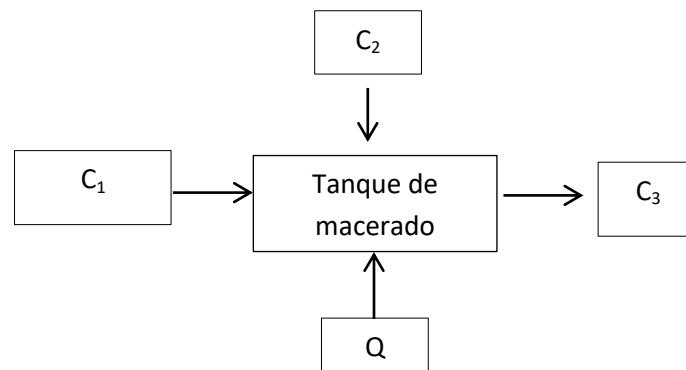 C₂
C₁
Tanque de
macerado
C₃
Q